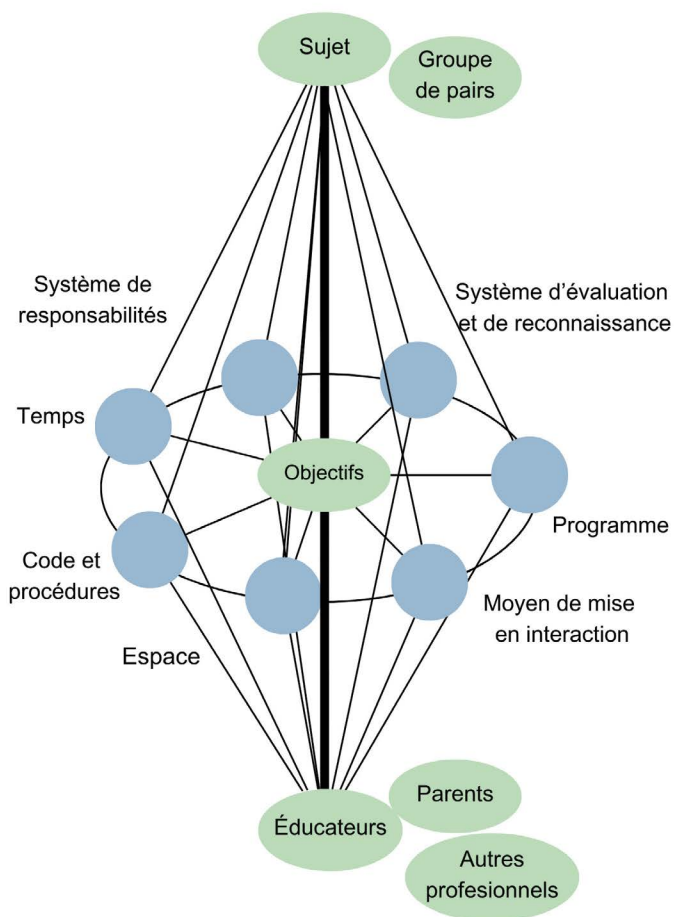 Sujet
Groupe
de pairs
Système de
responsabilités
Système d’évaluation
et de reconnaissance
Temps
Objectifs
Programme
Code et
procédures
Moyen de mise
en interaction
Espace
Parents
Éducateurs
Autres
profesionnels